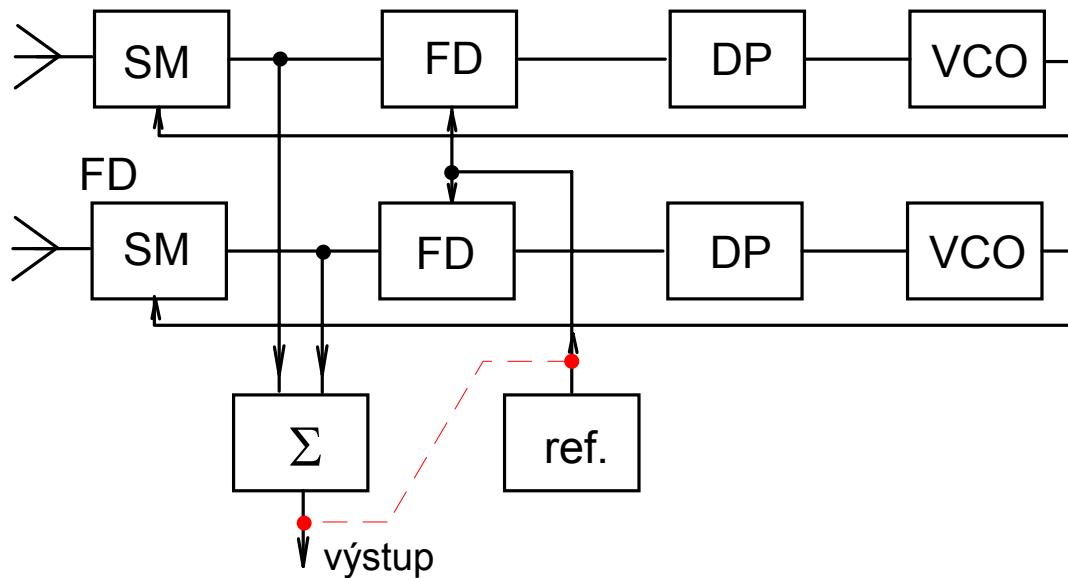 SM FD DP VCO
FD
SM FD DP VCO
Σ ref.
výstup